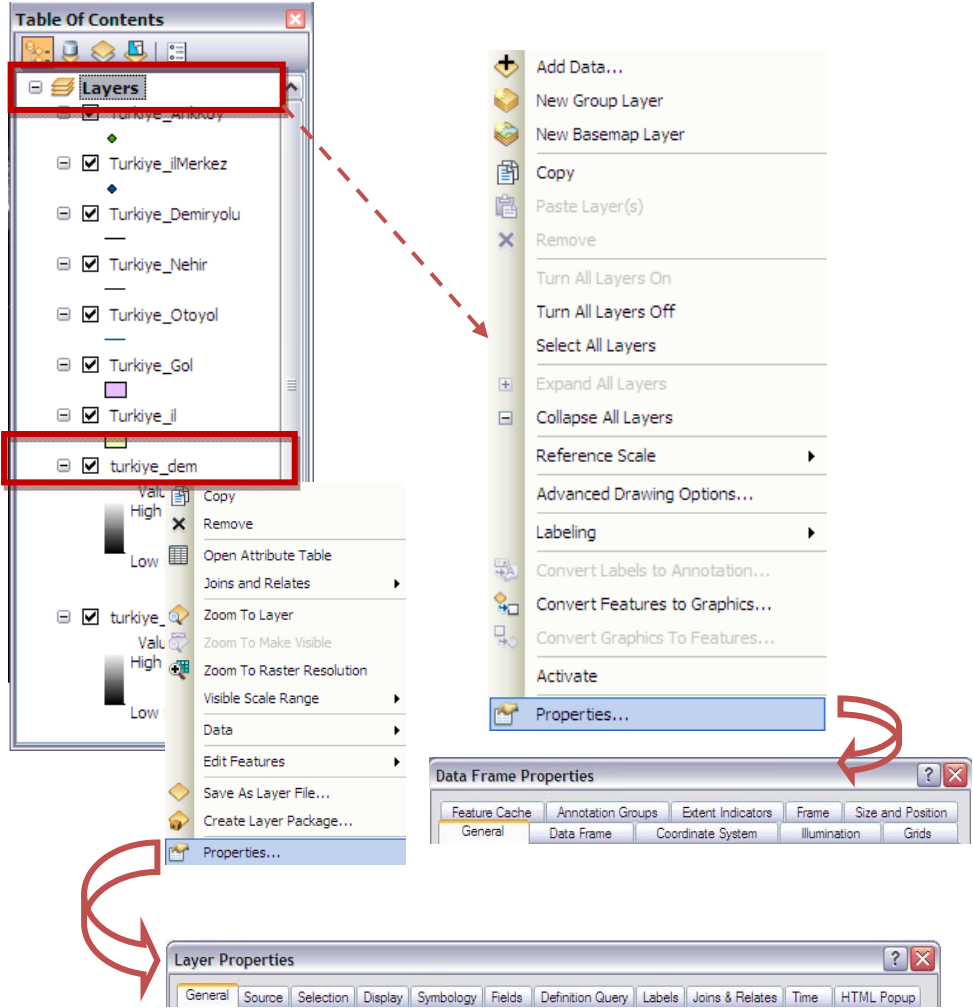 Table Of Contents
Layers
Turkiye_AnkKoy
Turkiye_ilMerkez
Turkiye_Demiryolu
Turkiye_Nehir
Turkiye_Otoyol
Turkiye_Gol
Turkiye_il
turkiye_dem
Valu
High
Low
turkiye_
Valu
High
Low
Copy
Remove
Open Attribute Table
Joins and Relates
Zoom To Layer
Zoom To Make Visible
Zoom To Raster Resolution
Visible Scale Range
Data
Edit Features
Save As Layer File...
Create Layer Package...
Properties...
Add Data...
New Group Layer
New Basemap Layer
Copy
Paste Layer(s)
Remove
Turn All Layers On
Turn All Layers Off
Select All Layers
Expand All Layers
Collapse All Layers
Reference Scale
Advanced Drawing Options...
Labeling
Convert Labels to Annotation...
Convert Features to Graphics...
Convert Graphics To Features...
Activate
Properties...
Data Frame Properties
Feature Cache Annotation Groups Extent Indicators Frame Size and Position
General Data Frame Coordinate System Illumination Grids
Layer Properties
General Source Selection Display Symbology Fields Definition Query Labels Joins & Relates Time HTML Popup